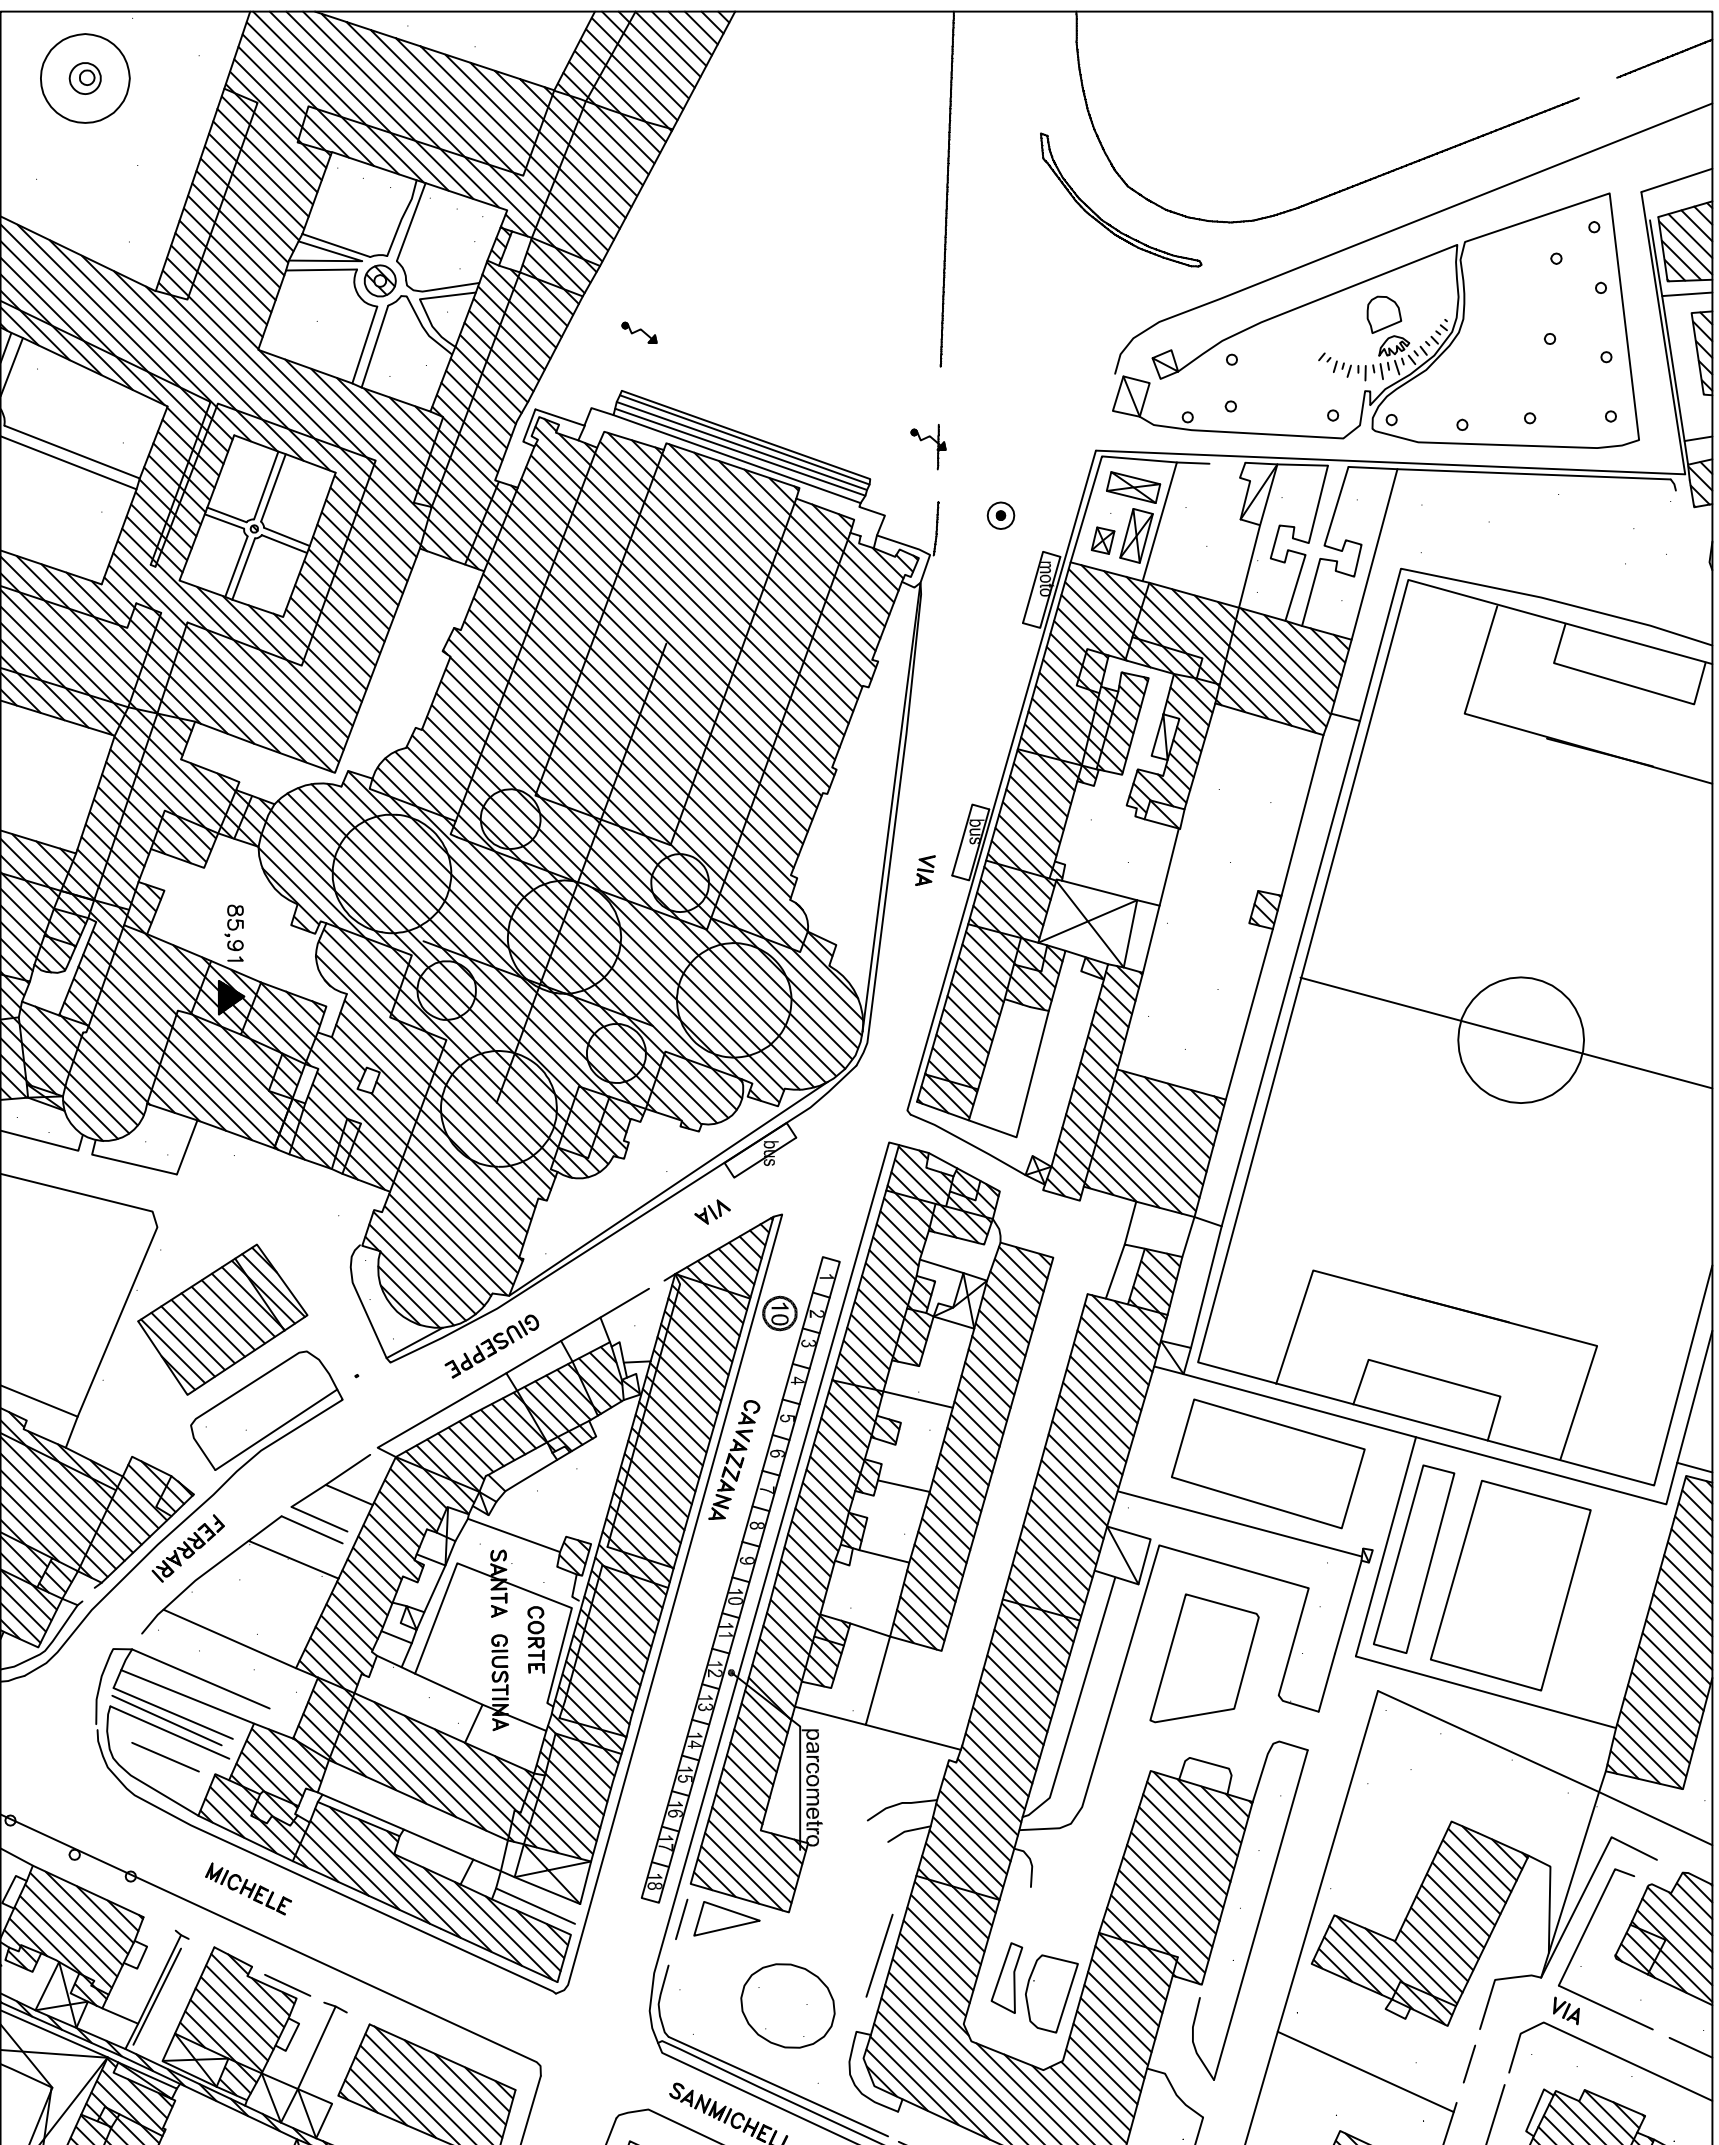 moto
bus
VIA
85,91
bus
VIA
GIUSEPPE
FERRARI
10
CAVAZZANA
1
2
3
4
5
6
7
8
9
10
11
12
13
14
15
16
17
18
parcometro
CORTE
SANTA GIUSTINA
MICHELE
SANMICHELI
VIA